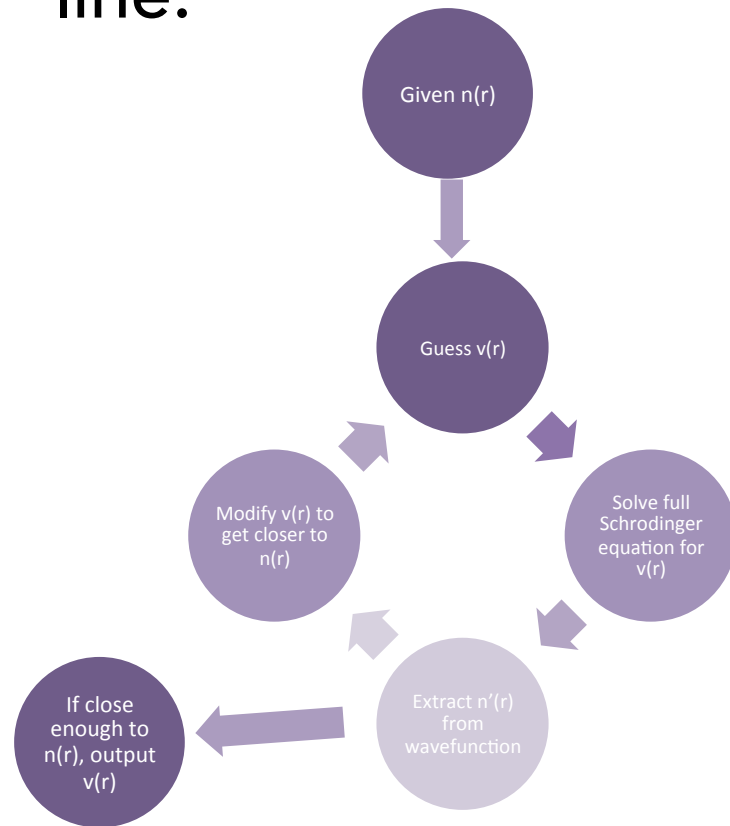 line.
Given n(r)
Guess v(r)
Solve full
Schrodinger
equation for
v(r)
Modify v(r) to
get closer to
n(r)
Extract n'(r)
from
wavefunction
If close
enough to
n(r), output
v(r)